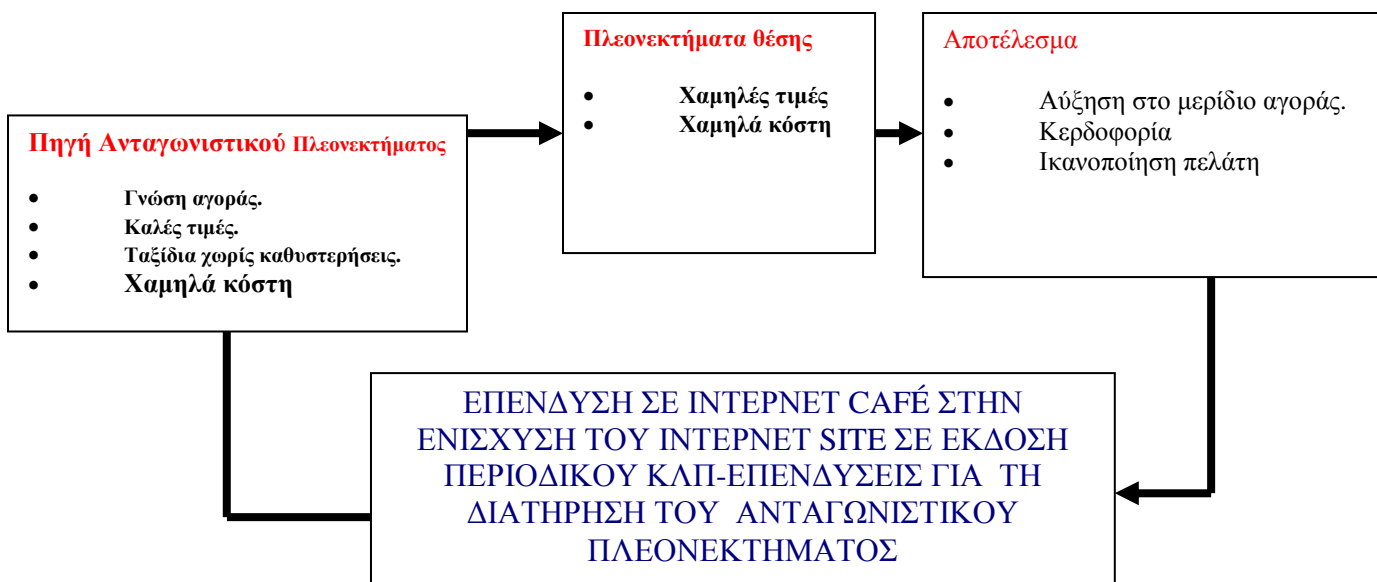 Πηγή Ανταγωνιστικού Πλεονεκτήματος
• Γνώση αγοράς.
• Καλές τιμές.
• Ταξίδια χωρίς καθυστερήσεις.
• Χαμηλά κόστη
Πλεονεκτήματα θέσης
• Χαμηλές τιμές
• Χαμηλά κόστη
Αποτέλεσμα
• Αύξηση στο μερίδιο αγοράς.
• Κερδοφορία
• Ικανοποίηση πελάτη
ΕΠΕΝΔΥΣΗ ΣΕ ΙΝΤΕΡΝΕΤ CAFÉ ΣΤΗΝ
ΕΝΙΣΧΥΣΗ ΤΟΥ ΙΝΤΕΡΝΕΤ SITE ΣΕ ΕΚΔΟΣΗ
ΠΕΡΙΟΔΙΚΟΥ ΚΛΠ-ΕΠΕΝΔΥΣΕΙΣ ΓΙΑ ΤΗ
ΔΙΑΤΗΡΗΣΗ ΤΟΥ ΑΝΤΑΓΩΝΙΣΤΙΚΟΥ
ΠΛΕΟΝΕΚΤΗΜΑΤΟΣ